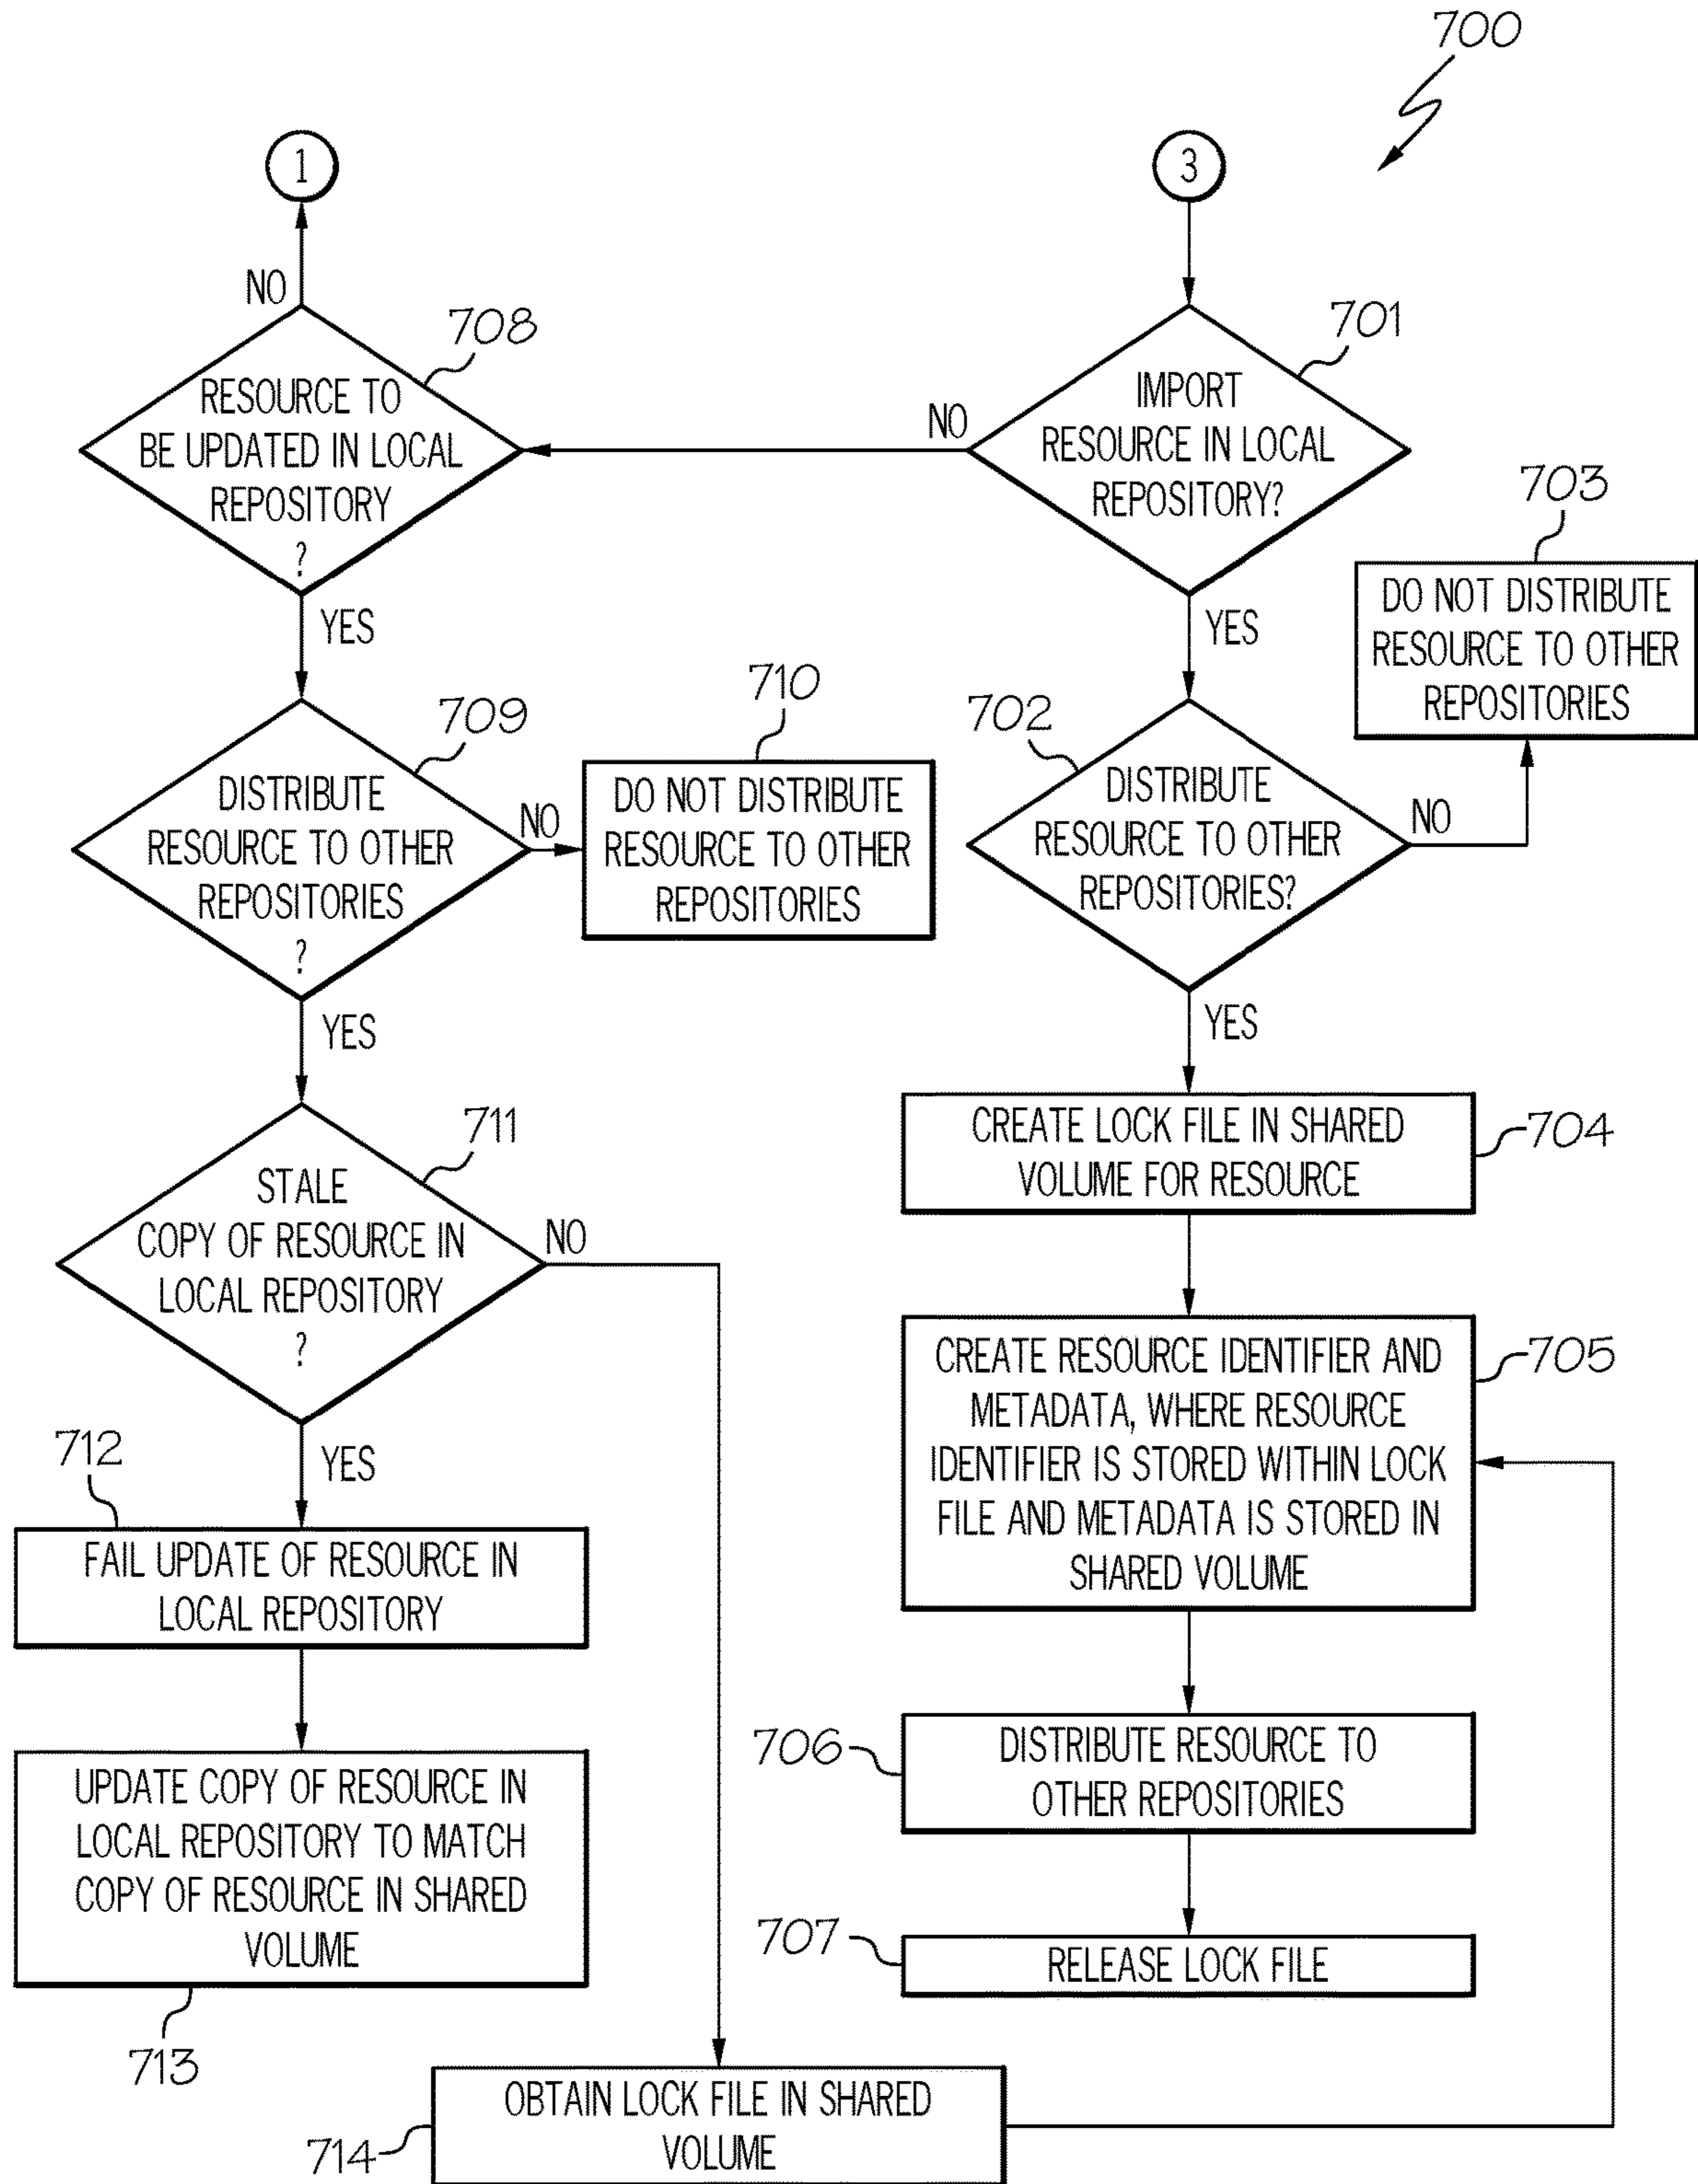 700
1
3
NO
708
RESOURCE TO
BE UPDATED IN LOCAL
REPOSITORY
?
NO
701
IMPORT
RESOURCE IN LOCAL
REPOSITORY?
703
DO NOT DISTRIBUTE
RESOURCE TO OTHER
REPOSITORIES
YES
YES
709
DISTRIBUTE
RESOURCE TO OTHER
REPOSITORIES
?
NO
710
DO NOT DISTRIBUTE
RESOURCE TO OTHER
REPOSITORIES
702
DISTRIBUTE
RESOURCE TO OTHER
REPOSITORIES?
NO
YES
YES
711
STALE
COPY OF RESOURCE IN
LOCAL REPOSITORY
?
NO
CREATE LOCK FILE IN SHARED
VOLUME FOR RESOURCE
704
CREATE RESOURCE IDENTIFIER AND
METADATA, WHERE RESOURCE
IDENTIFIER IS STORED WITHIN LOCK
FILE AND METADATA IS STORED IN
SHARED VOLUME
705
YES
712
FAIL UPDATE OF RESOURCE IN
LOCAL REPOSITORY
706
DISTRIBUTE RESOURCE TO
OTHER REPOSITORIES
UPDATE COPY OF RESOURCE IN
LOCAL REPOSITORY TO MATCH
COPY OF RESOURCE IN SHARED
VOLUME
713
707
RELEASE LOCK FILE
OBTAIN LOCK FILE IN SHARED
VOLUME
714